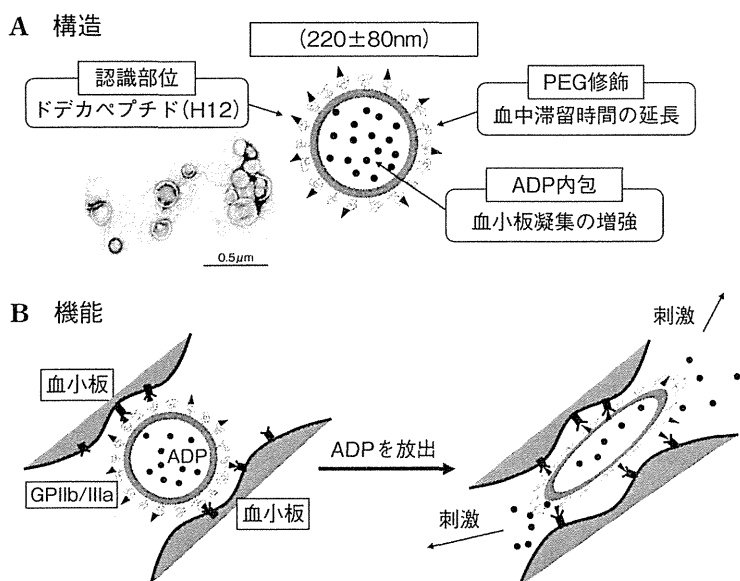 A 構造
(220±80nm)
認識部位
ドデカペプチド(H12)
PEG修飾
血中滞留時間の延長
ADP内包
血小板凝集の増強
0.5μm
B 機能
血小板
ADP
GPIIb/IIIa
血小板
ADPを放出
刺激
刺激